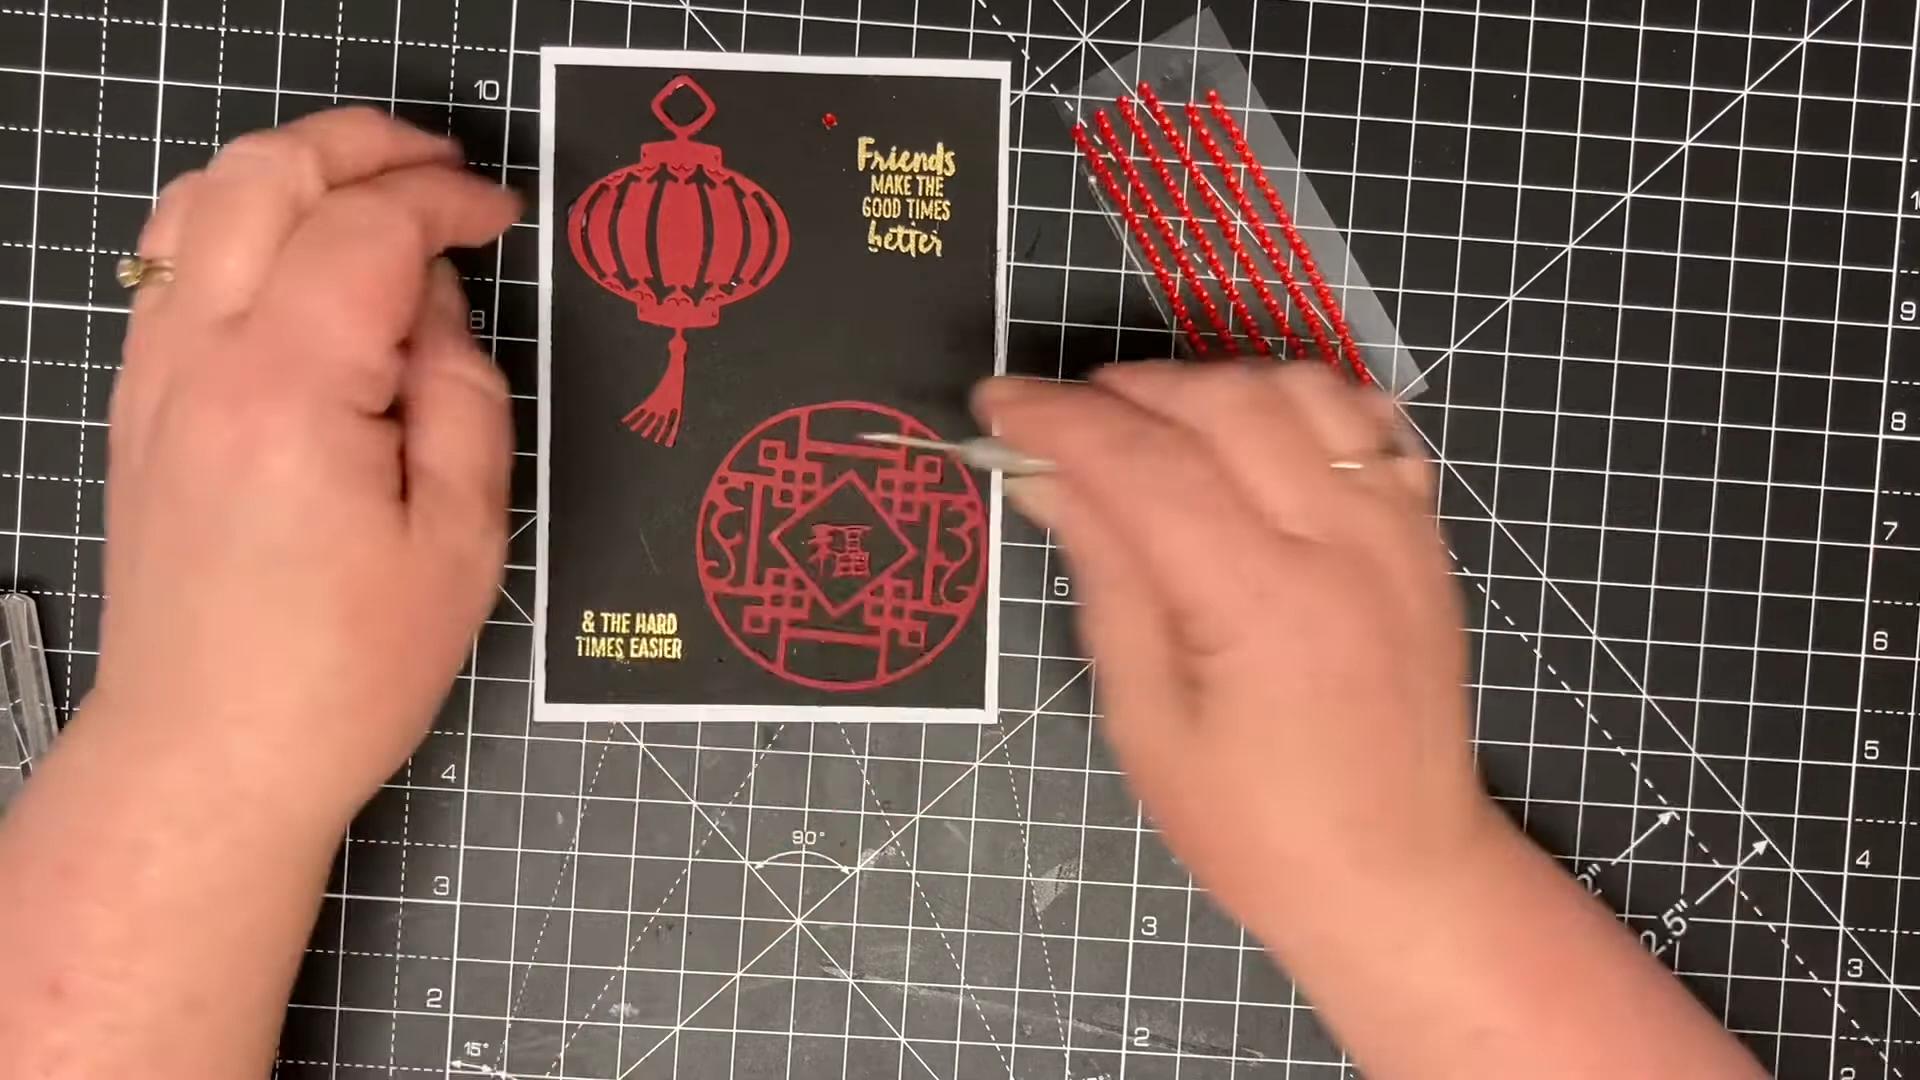 Friends
MAKE THE
GOOD TIMES
better
福
& THE HARD
TIMES EASIER
10
8
5
4
3
2
90°
15°
3
2
9
8
7
6
5
4
3
2.5"